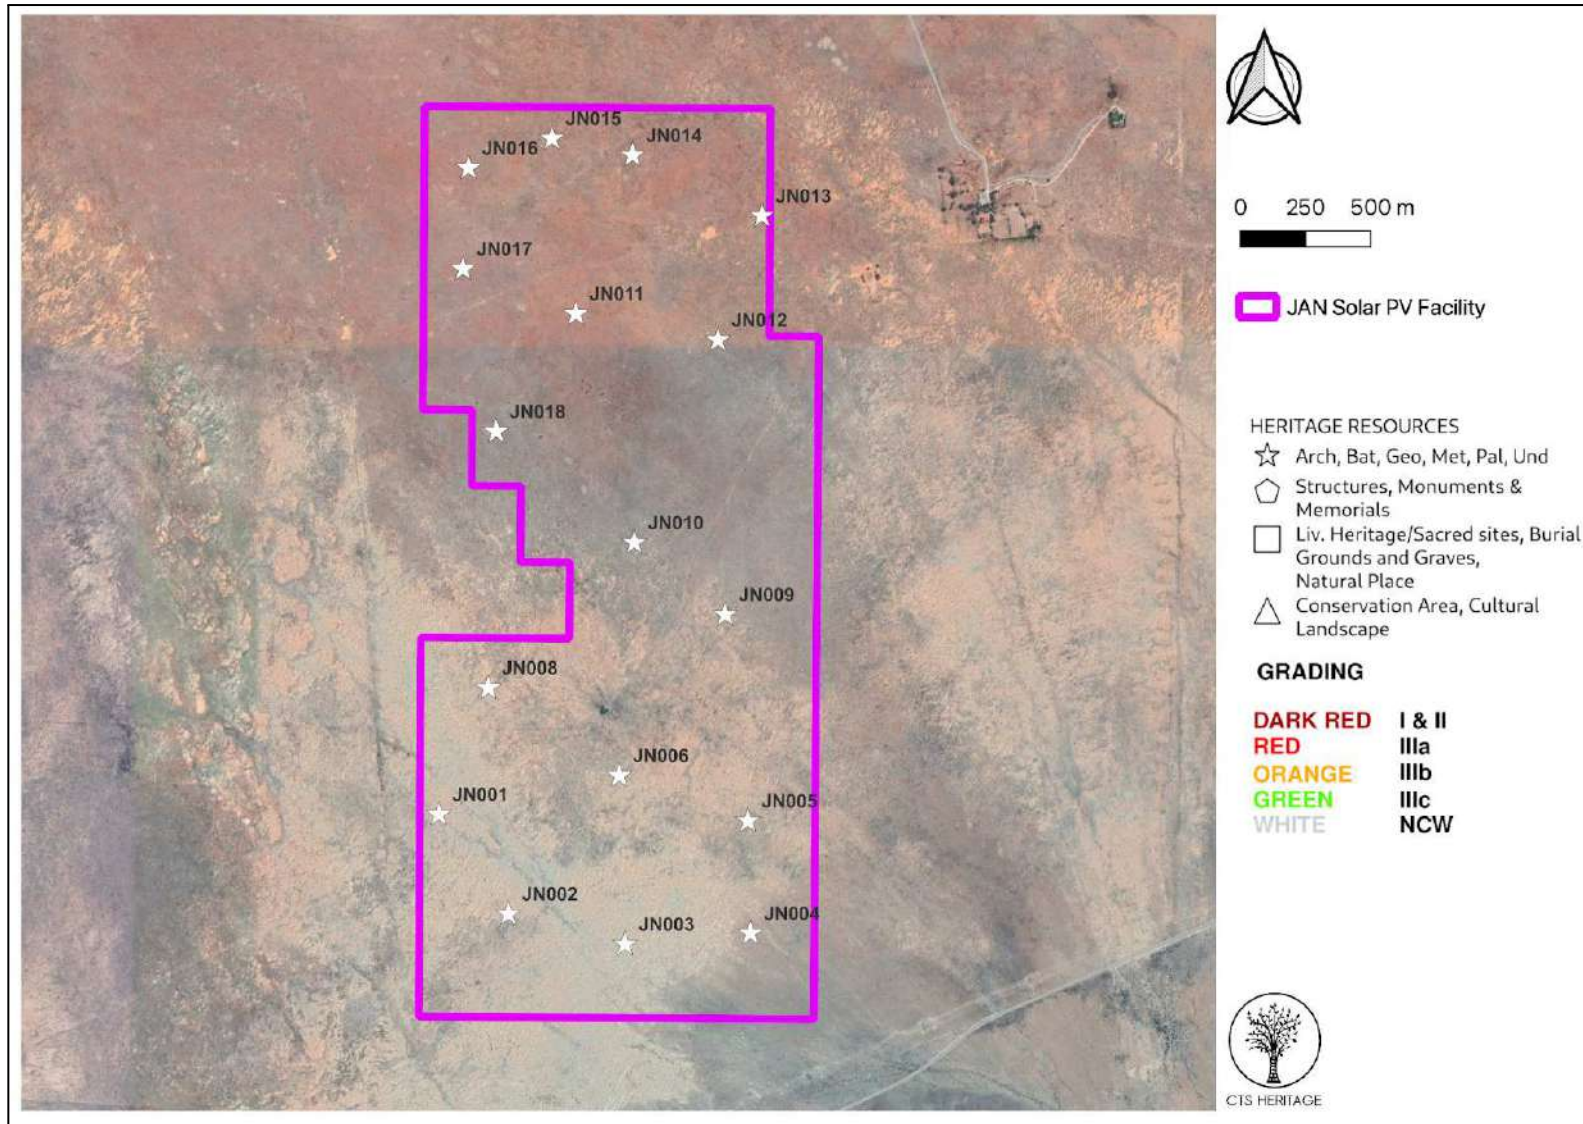 JN015
JN014
JN016
JN013
JN017
JN011
JN012
JN018
JN010
JN009
JN008
JN006
JN001
JN005
JN002
JN004
JN003
0 250 500 m
JAN Solar PV Facility
HERITAGE RESOURCES
Arch, Bat, Geo, Met, Pal, Und
Structures, Monuments &
Memorials
Liv. Heritage/Sacred sites, Burial
Grounds and Graves,
Natural Place
Conservation Area, Cultural
Landscape
GRADING
DARK RED I & II
RED IIIa
ORANGE IIIb
GREEN IIIc
WHITE NCW
CTS HERITAGE